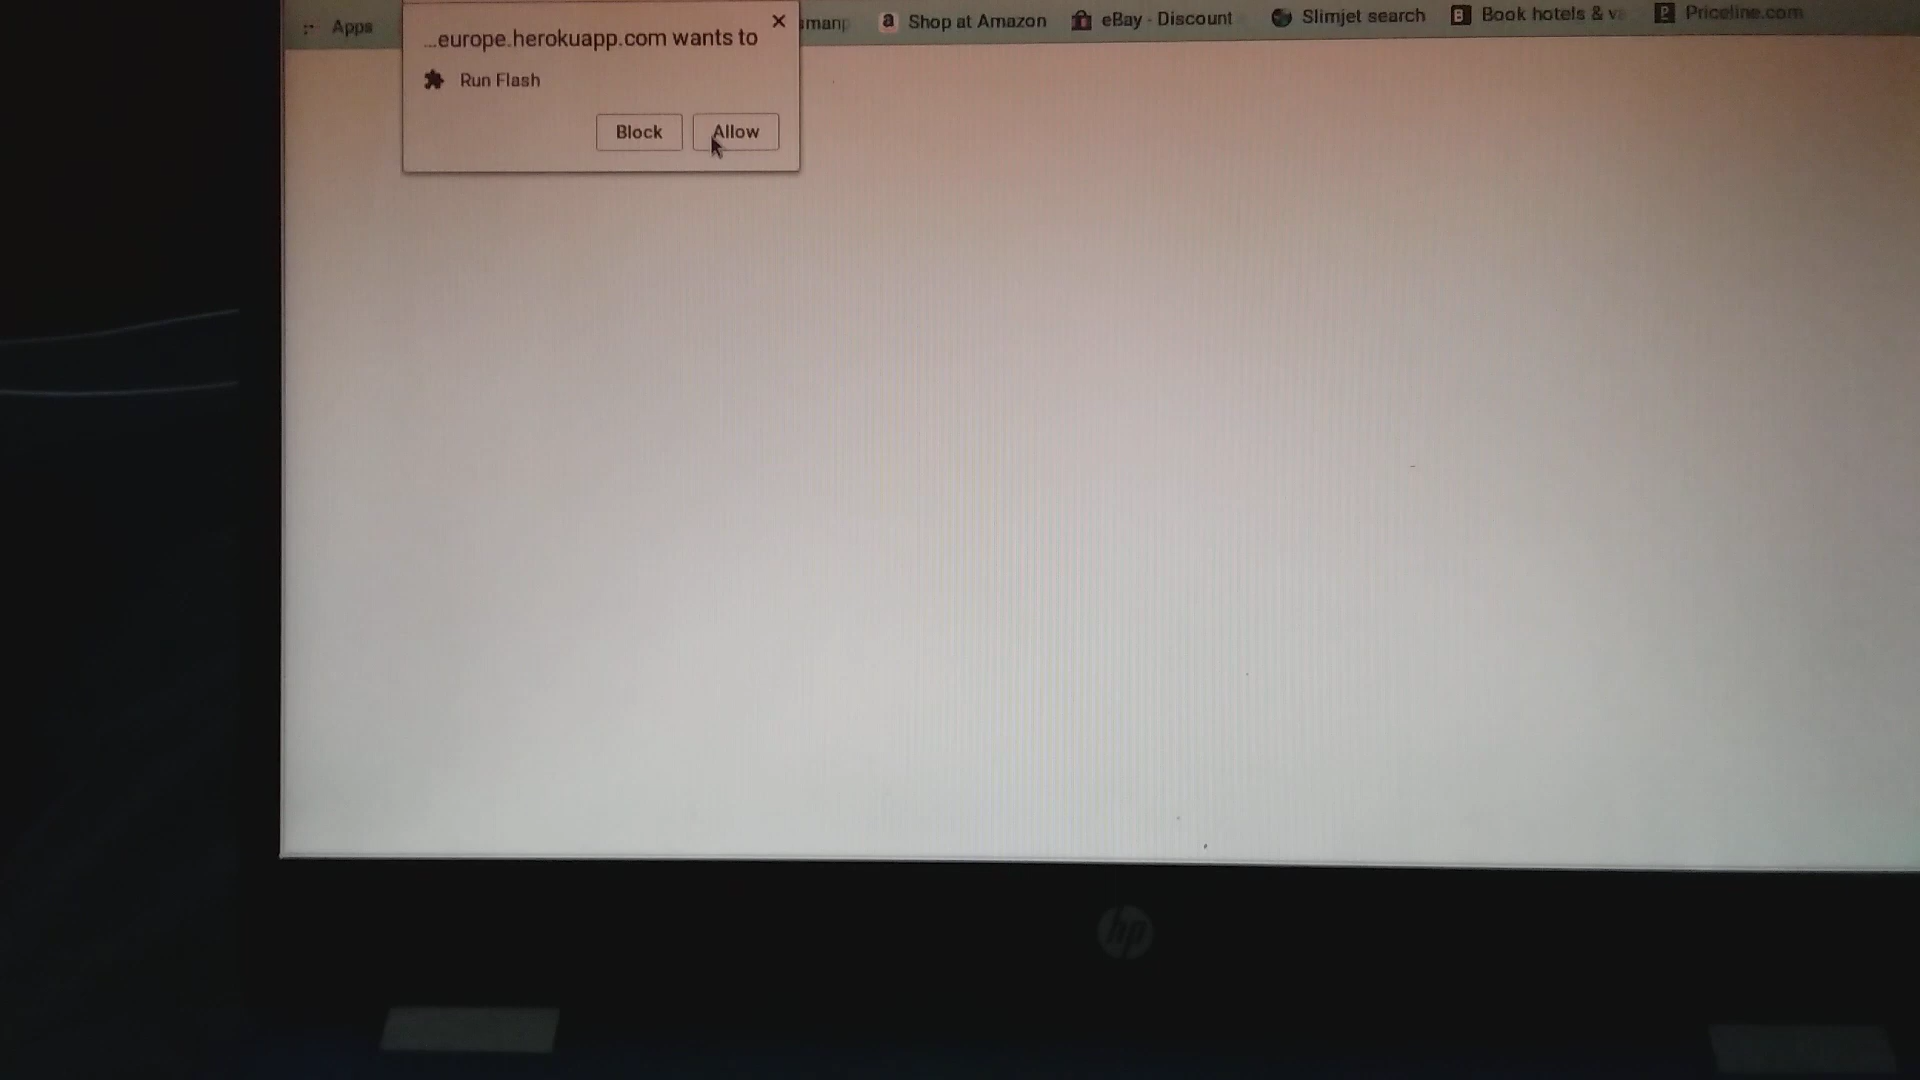 Apps
a Shop at Amazon
eBay - Discount
Slimjet search
B Book hotels &
P Priceline.com
...europe.herokuapp.com wants to
Run Flash
Block
Allow
hp